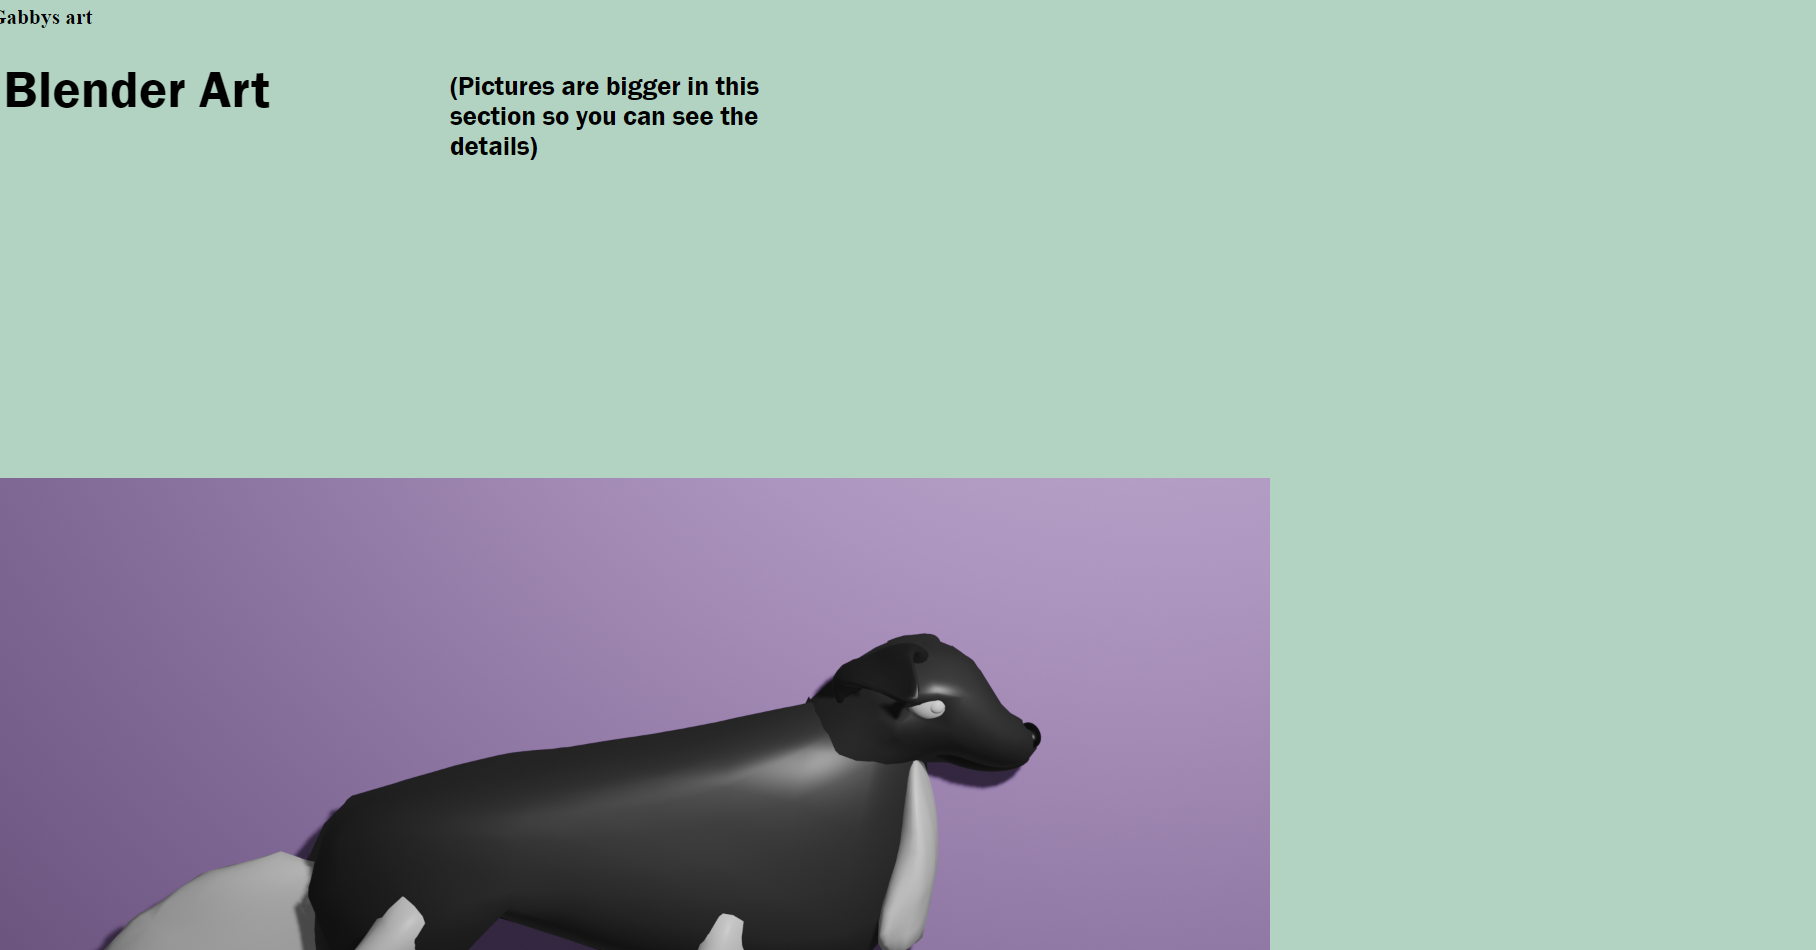 Gabbys art
Blender Art
(Pictures are bigger in this
section so you can see the
details)